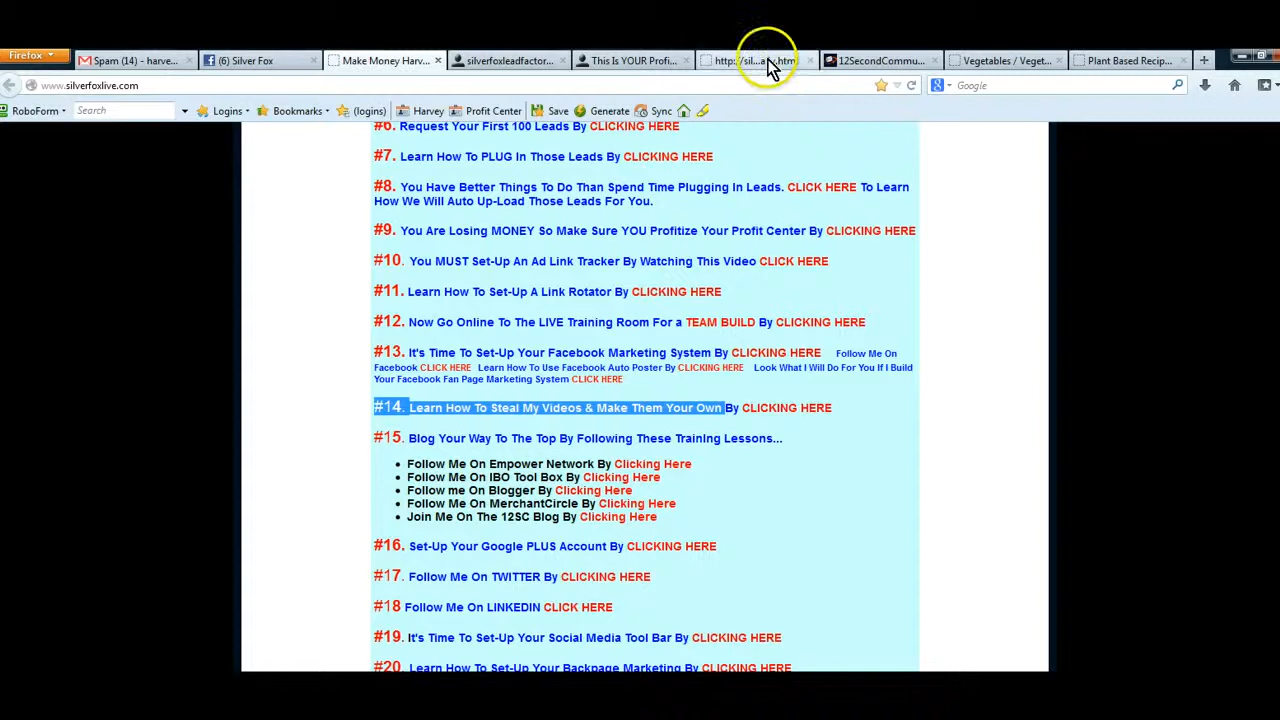 Firefox
Spam (4) - harve...
(6) Silver Fox
Make Money Harv...
silverfoxleadfactor...
This Is YOUR Profi...
http://sil...a...html
12SecondCommu...
Vegetables / Veget...
Plant Based Recip...
www.silverfoxlive.com
Google
RoboForm
Search
Logins
Bookmarks
(logins)
Harvey
Profit Center
Save
Generate
Sync
#6. Request Your First 100 Leads By CLICKING HERE
#7. Learn How To PLUG In Those Leads By CLICKING HERE
#8. You Have Better Things To Do Than Spend Time Plugging In Leads. CLICK HERE To Learn
How We Will Auto Up-Load Those Leads For You.
#9. You Are Losing MONEY So Make Sure YOU Profitize Your Profit Center By CLICKING HERE
#10. You MUST Set-Up An Ad Link Tracker By Watching This Video CLICK HERE
#11. Learn How To Set-Up A Link Rotator By CLICKING HERE
#12. Now Go Online To The LIVE Training Room For a TEAM BUILD By CLICKING HERE
#13. It's Time To Set-Up Your Facebook Marketing System By CLICKING HERE Follow Me On
Facebook CLICK HERE Learn How To Use Facebook Auto Poster By CLICKING HERE Look What I Will Do For You If I Build
Your Facebook Fan Page Marketing System CLICK HERE
#14. Learn How To Steal My Videos & Make Them Your Own By CLICKING HERE
#15. Blog Your Way To The Top By Following These Training Lessons...
• Follow Me On Empower Network By Clicking Here
• Follow Me On IBO Tool Box By Clicking Here
• Follow me On Blogger By Clicking Here
• Follow Me On MerchantCircle By Clicking Here
• Join Me On The 12SC Blog By Clicking Here
#16. Set-Up Your Google PLUS Account By CLICKING HERE
#17. Follow Me On TWITTER By CLICKING HERE
#18 Follow Me On LINKEDIN CLICK HERE
#19. It's Time To Set-Up Your Social Media Tool Bar By CLICKING HERE
#20. Learn How To Set-Up Your Backpage Marketing By CLICKING HERE